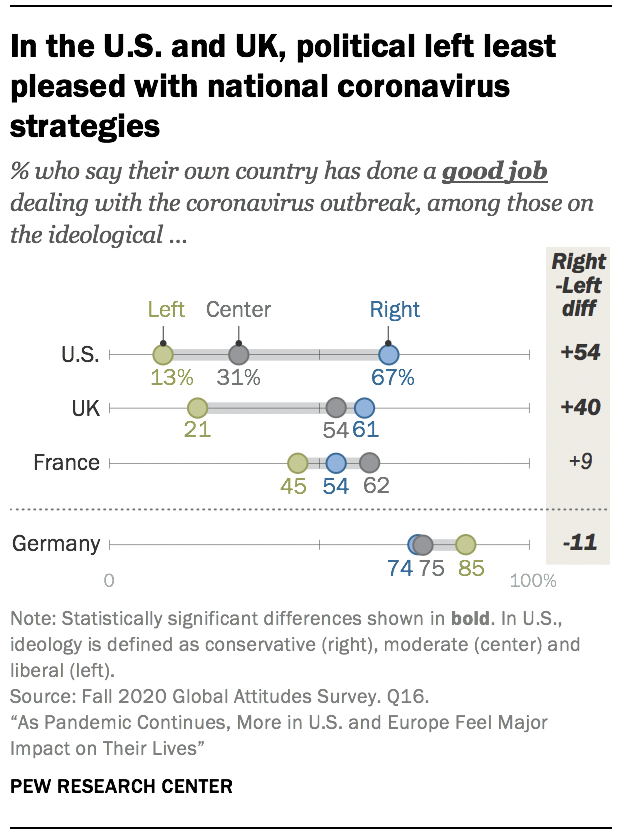 In the U.S. and UK, political left least
pleased with national coronavirus
strategies
% who say their own country has done a good job
dealing with the coronavirus outbreak, among those on
the ideological ...
Right
-Left
diff
Left Center Right
U.S. +54
13% 31% 67%
UK +40
21 54 61
France +9
45 54 62
Germany -11
74 75 85
0 100%
Note: Statistically significant differences shown in bold. In U.S.,
ideology is defined as conservative (right), moderate (center) and
liberal (left).
Source: Fall 2020 Global Attitudes Survey. Q16.
“As Pandemic Continues, More in U.S. and Europe Feel Major
Impact on Their Lives”
PEW RESEARCH CENTER